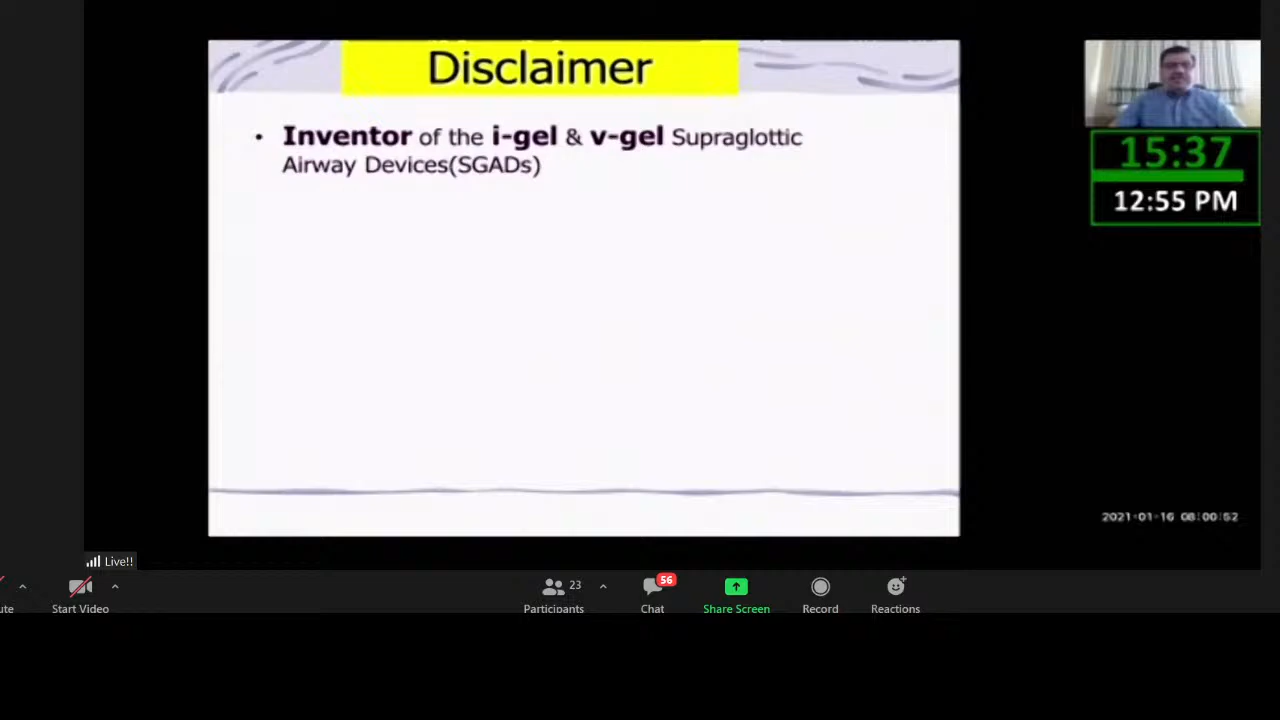 Disclaimer
• Inventor of the i-gel & v-gel Supraglottic
Airway Devices(SGADs)
15:37
12:55 PM
2021-01-16 08:00:52
Live!!
ute
Start Video
23
Participants
56
Chat
Share Screen
Record
Reactions